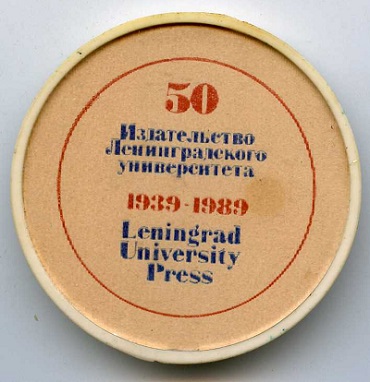 50
Издательство
Ленинградского
университета
1939-1989
Leningrad
University
Press